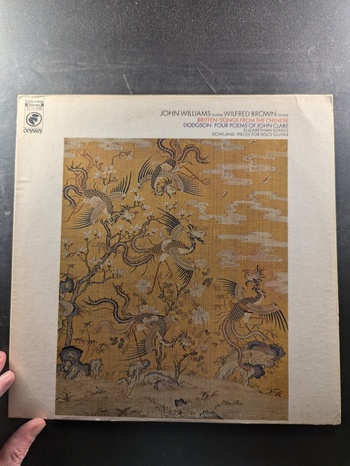 odyssey
JOHN WILLIAMS GUITAR WILFRED BROWN TENOR
BRITTEN·SONGS FROM THE CHINESE
DODGSON·FOUR POEMS OF JOHN CLARE
ELIZABETHAN SONGS
DOWLAND·PIECES FOR SOLO GUITAR